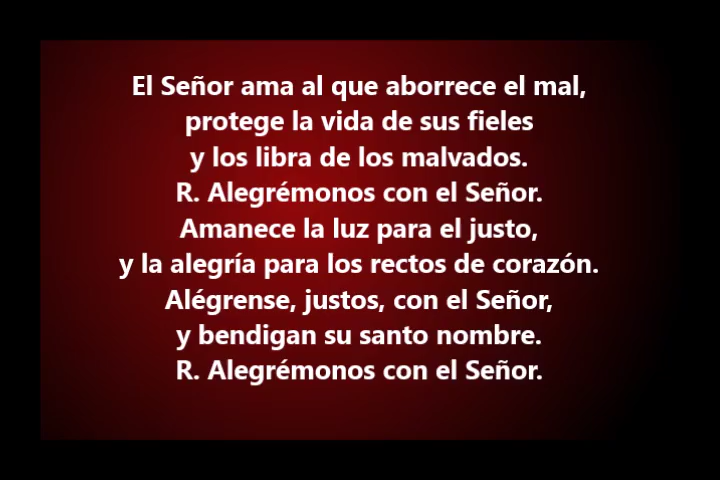 El Señor ama al que aborrece el mal,
protege la vida de sus fieles
y los libra de los malvados.
R. Alegrémonos con el Señor.
Amanece la luz para el justo,
y la alegría para los rectos de corazón.
Alégrense, justos, con el Señor,
y bendigan su santo nombre.
R. Alegrémonos con el Señor.